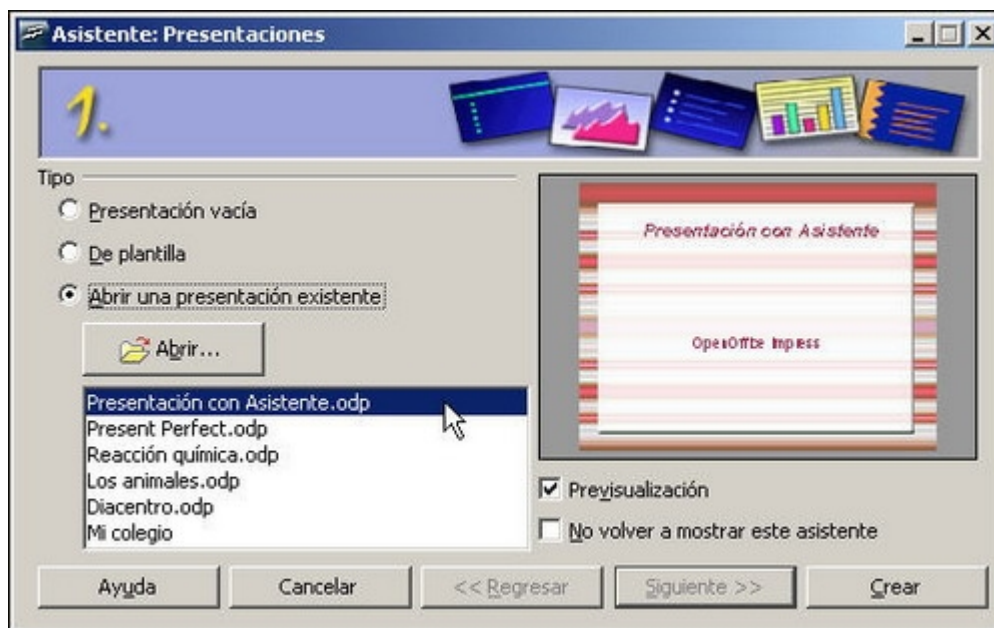 Asistente: Presentaciones
1.
Tipo
Presentación vacía
De plantilla
Abrir una presentación existente
Abrir...
Presentación con Asistente.odp
Present Perfect.odp
Reacción química.odp
Los animales.odp
Diacentro.odp
Mi colegio
Presentación con Asistente
OpenOffice Impress
Previsualización
No volver a mostrar este asistente
Ayuda
Cancelar
<< Regresar
Siguiente >>
Crear